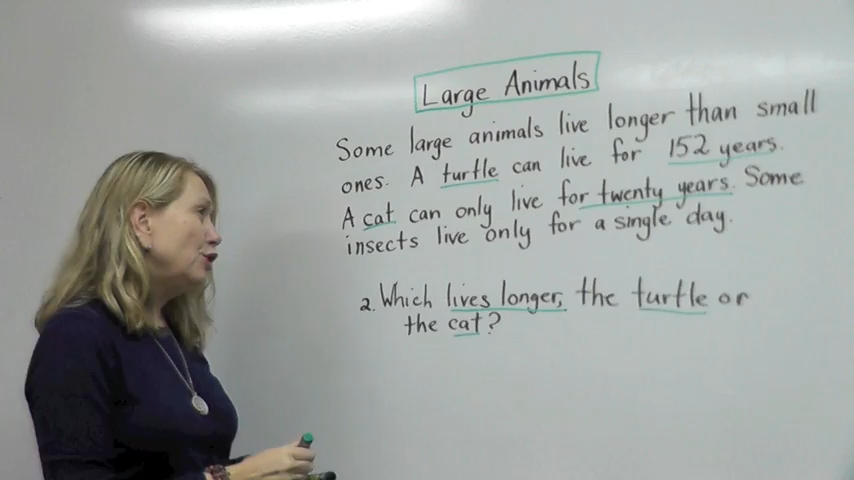 Large Animals
Some large animals live longer than small
ones. A turtle can live for 152 years.
A cat can only live for twenty years. Some
insects live only for a single day.
2. Which lives longer, the turtle or
the cat?